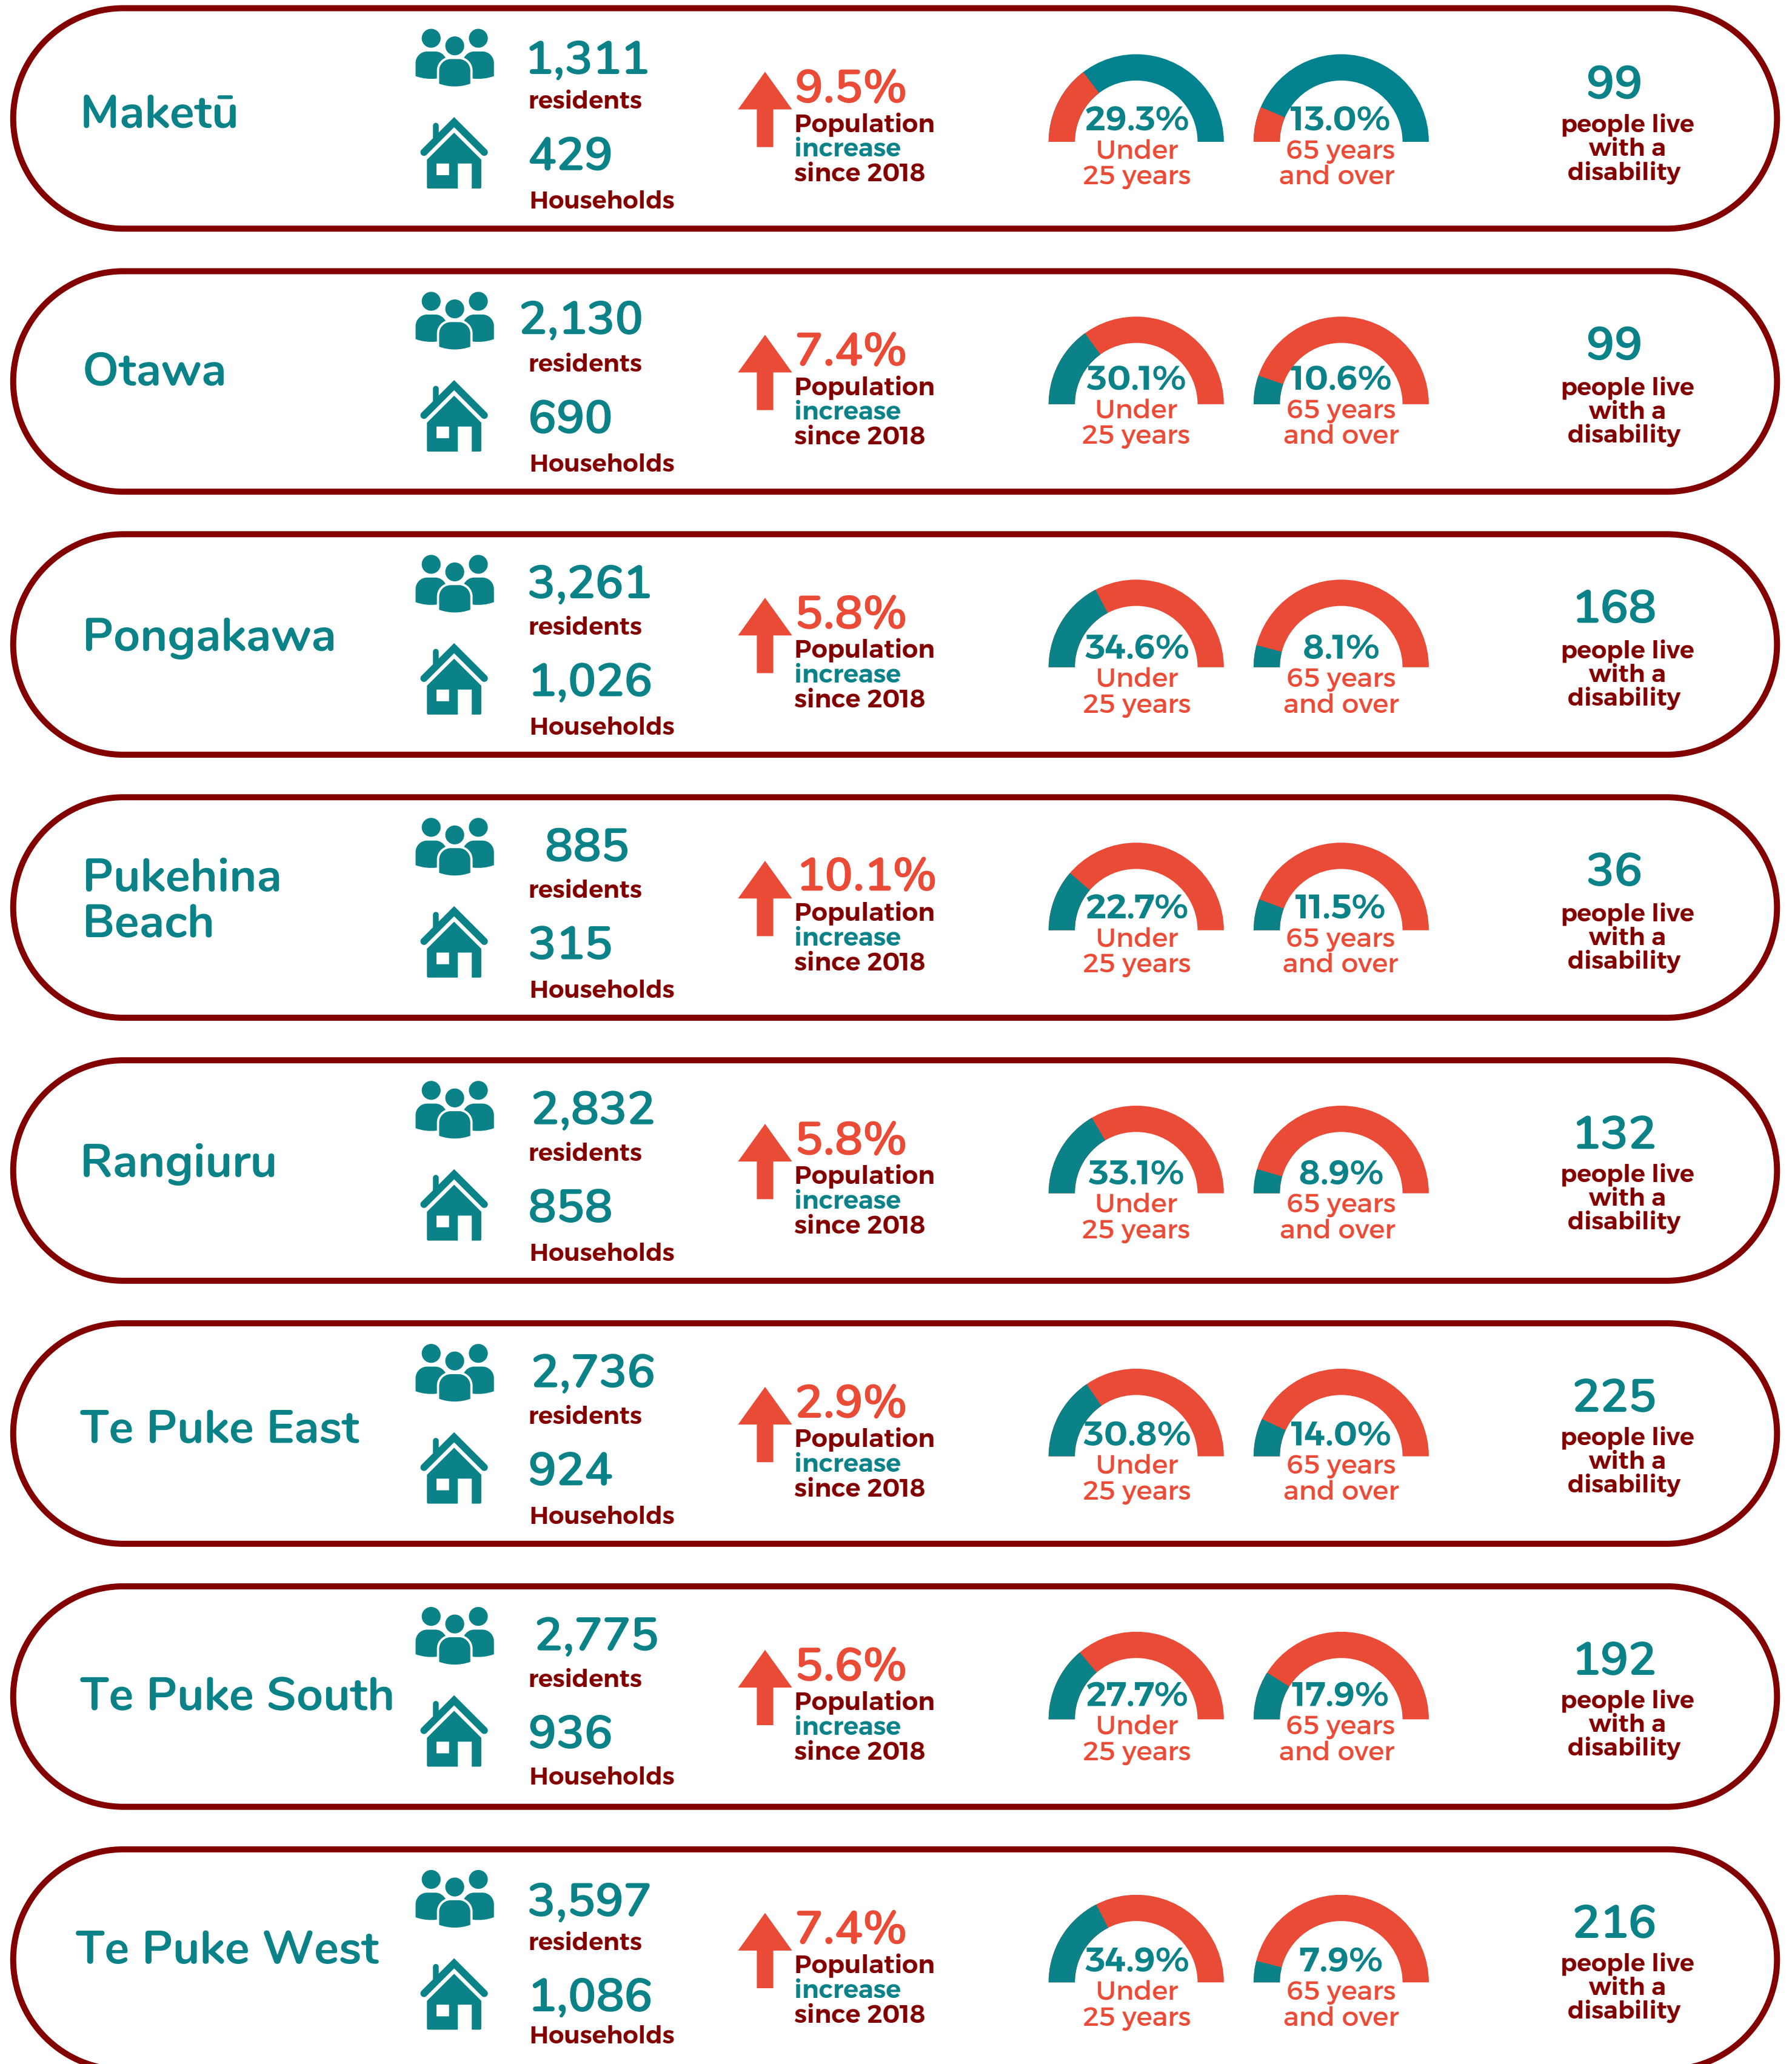 Maketū
1,311
residents
429
Households
9.5%
Population
increase
since 2018
29.3%
Under
25 years
13.0%
65 years
and over
99
people live
with a
disability
Otawa
2,130
residents
690
Households
7.4%
Population
increase
since 2018
30.1%
Under
25 years
10.6%
65 years
and over
99
people live
with a
disability
Pongakawa
3,261
residents
1,026
Households
5.8%
Population
increase
since 2018
34.6%
Under
25 years
8.1%
65 years
and over
168
people live
with a
disability
Pukehina
Beach
885
residents
315
Households
10.1%
Population
increase
since 2018
22.7%
Under
25 years
11.5%
65 years
and over
36
people live
with a
disability
Rangiuru
2,832
residents
858
Households
5.8%
Population
increase
since 2018
33.1%
Under
25 years
8.9%
65 years
and over
132
people live
with a
disability
Te Puke East
2,736
residents
924
Households
2.9%
Population
increase
since 2018
30.8%
Under
25 years
14.0%
65 years
and over
225
people live
with a
disability
Te Puke South
2,775
residents
936
Households
5.6%
Population
increase
since 2018
27.7%
Under
25 years
17.9%
65 years
and over
192
people live
with a
disability
Te Puke West
3,597
residents
1,086
Households
7.4%
Population
increase
since 2018
34.9%
Under
25 years
7.9%
65 years
and over
216
people live
with a
disability